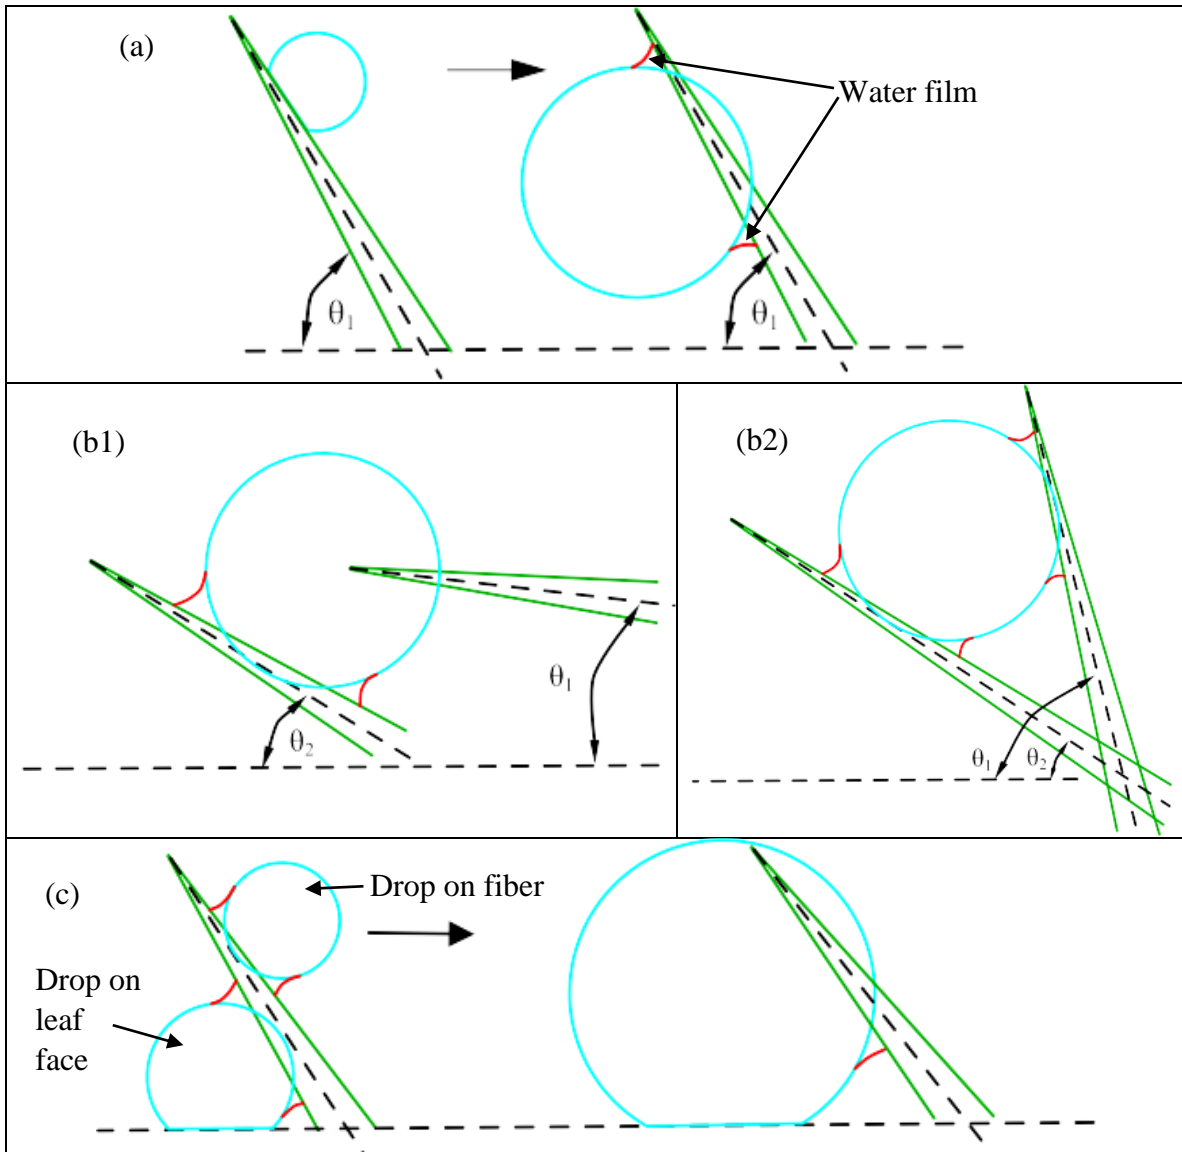 (a)
Water film
θ1
θ1
(b1)
θ1
θ2
(b2)
θ1
θ2
(c)
Drop on fiber
Drop on
leaf
face